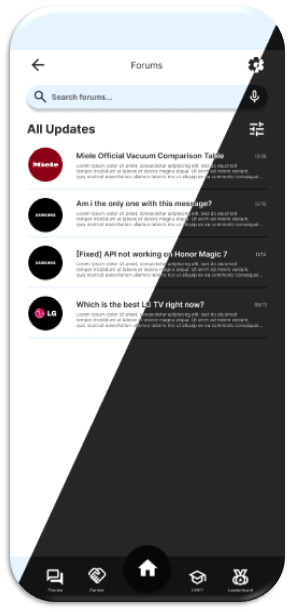 Forums
Search forums...
All Updates
Miele
Miele Official Vacuum Comparison Table
Lorem ipsum dolor sit amet, consectetur adipiscing elit, sed do eiusmod
tempor incididunt ut labore et dolore magna aliqua. Ut enim ad minim veniam,
quis nostrud exercitation ullamco laboris nisi ut aliquip ex ea commodo consequat...
SAMSUNG
Am i the only one with this message?
Lorem ipsum dolor sit amet, consectetur adipiscing elit, sed do eiusmod
tempor incididunt ut labore et dolore magna aliqua. Ut enim ad minim veniam,
quis nostrud exercitation ullamco laboris nisi ut aliquip ex ea commodo consequat...
SAMSUNG
[Fixed] API not working on Honor Magic 7
Lorem ipsum dolor sit amet, consectetur adipiscing elit, sed do eiusmod
tempor incididunt ut labore et dolore magna aliqua. Ut enim ad minim veniam,
quis nostrud exercitation ullamco laboris nisi ut aliquip ex ea commodo consequat...
LG
Which is the best LG TV right now?
Lorem ipsum dolor sit amet, consectetur adipiscing elit, sed do eiusmod
tempor incididunt ut labore et dolore magna aliqua. Ut enim ad minim veniam,
quis nostrud exercitation ullamco laboris nisi ut aliquip ex ea commodo consequat...
Forums
Partner
Learn
Leaderboard